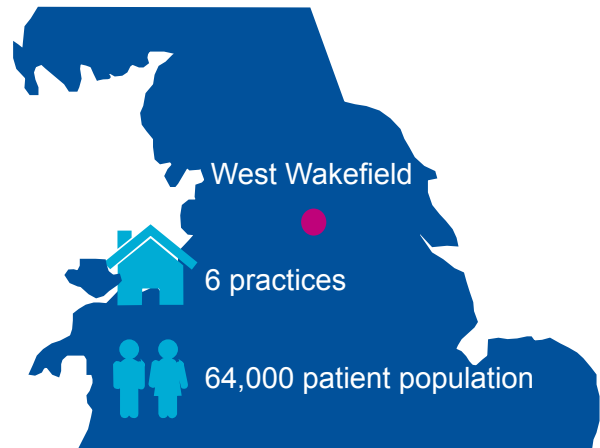 West Wakefield
6 practices
64,000 patient population